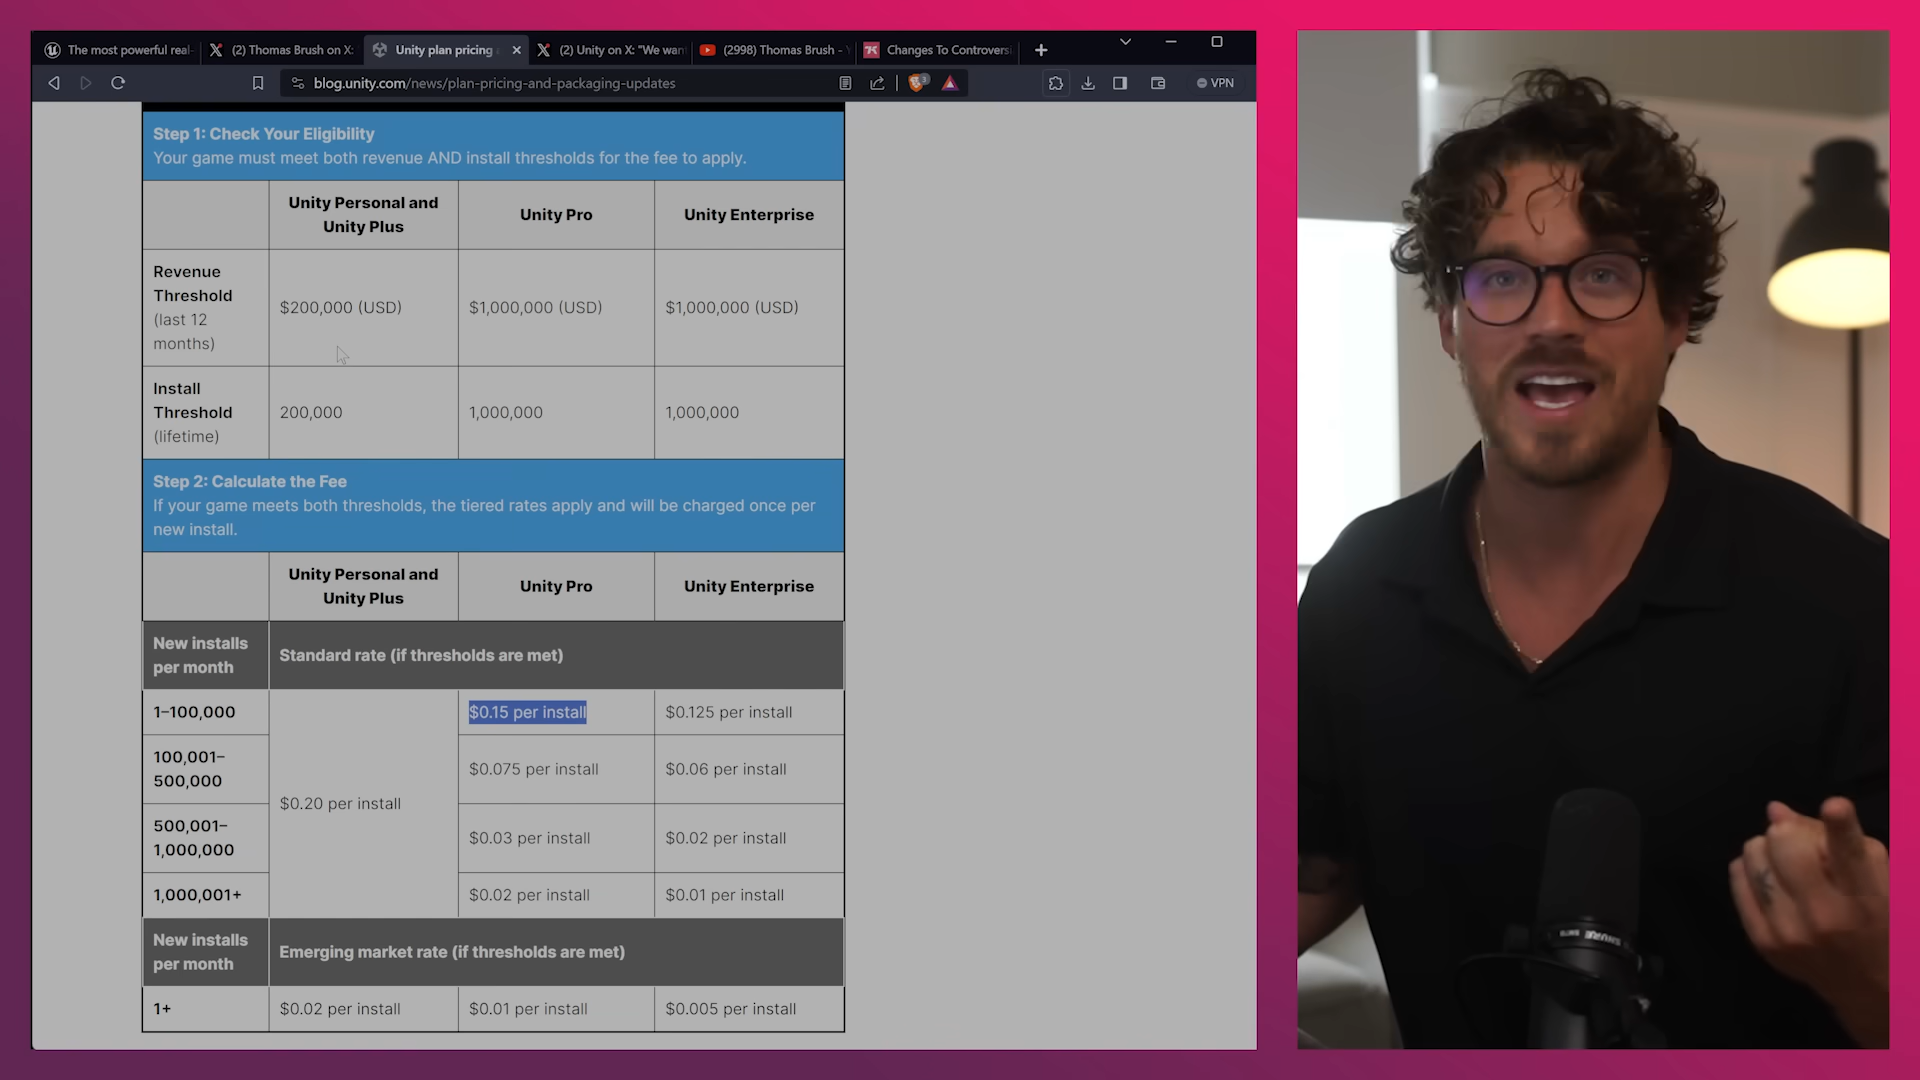 The most powerful real-
(2) Thomas Brush on X:
Unity plan pricing
(2) Unity on X: "We wan
(2998) Thomas Brush -
Changes To Controvers
blog.unity.com/news/plan-pricing-and-packaging-updates
3
VPN
Step 1: Check Your Eligibility
Your game must meet both revenue AND install thresholds for the fee to apply.
Unity Personal and
Unity Plus
Unity Pro
Unity Enterprise
Revenue
Threshold
(last 12
months)
$200,000 (USD)
$1,000,000 (USD)
$1,000,000 (USD)
Install
Threshold
(lifetime)
200,000
1,000,000
1,000,000
Step 2: Calculate the Fee
If your game meets both thresholds, the tiered rates apply and will be charged once per
new install.
Unity Personal and
Unity Plus
Unity Pro
Unity Enterprise
New installs
per month
Standard rate (if thresholds are met)
1–100,000
$0.20 per install
$0.15 per install
$0.125 per install
100,001–
500,000
$0.075 per install
$0.06 per install
500,001–
1,000,000
$0.03 per install
$0.02 per install
1,000,001+
$0.02 per install
$0.01 per install
New installs
per month
Emerging market rate (if thresholds are met)
1+
$0.02 per install
$0.01 per install
$0.005 per install